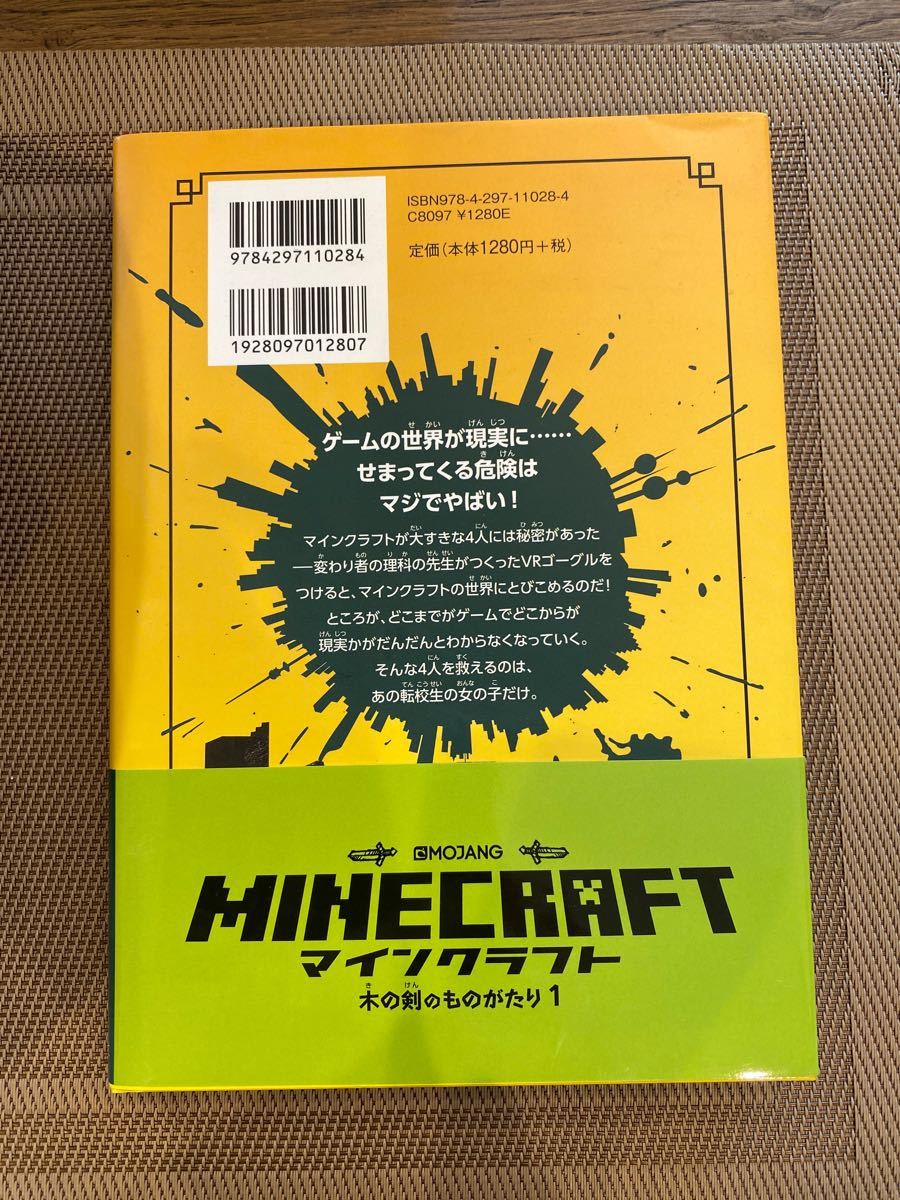 ISBN978-4-297-11028-4
C8097 ¥1280E
定価(本体1280円+税)
9784297110284
1928097012807
ゲームの世界が現実に……
せまってくる危険は
マジでやばい!
マインクラフトが大すきな4人には秘密があった
―変わり者の理科の先生がつくったVRゴーグルを
つけると、マインクラフトの世界にとびこめるのだ!
ところが、どこまでがゲームでどこからが
現実かがだんだんとわからなくなっていく。
そんな4人を救えるのは、
あの転校生の女の子だけ。
MOJANG
MINECRAFT
マインクラフト
木の剣のものがたり1